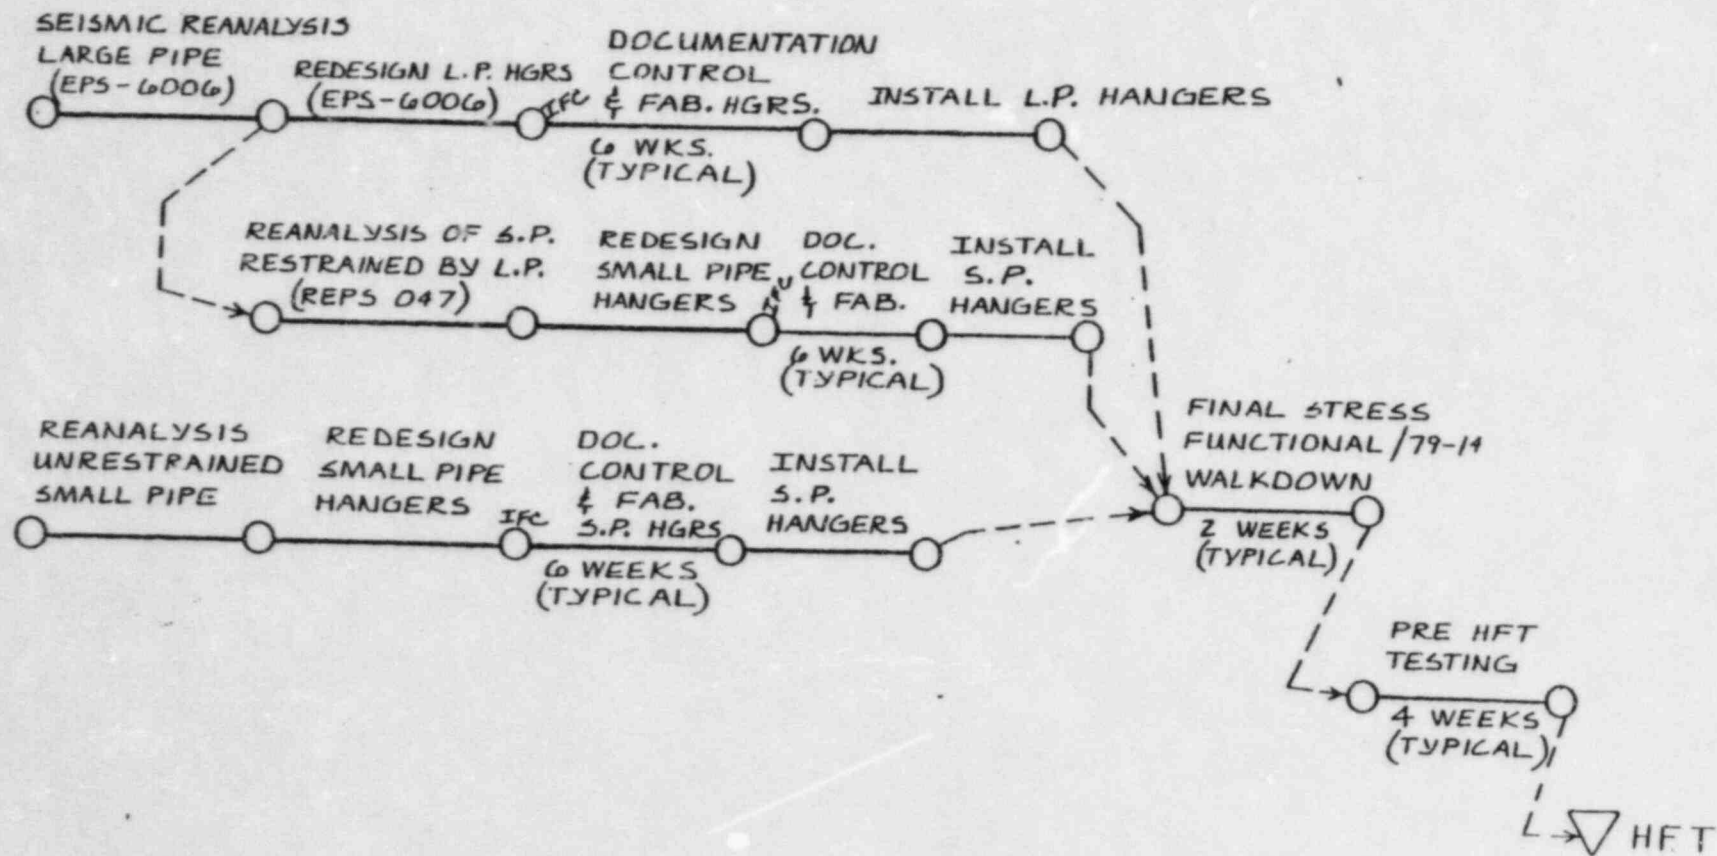 SEISMIC REANALYSIS
LARGE PIPE
(EPS-6006)
REDESIGN L.P. HGRS
(EPS-6006)
IFC
DOCUMENTATION
CONTROL
& FAB. HGRS.
6 WKS.
(TYPICAL)
INSTALL L.P. HANGERS
REANALYSIS OF S.P.
RESTRAINED BY L.P.
(REPS 047)
REDESIGN
SMALL PIPE
HANGERS
DOC.
CONTROL
& FAB.
6 WKS.
(TYPICAL)
INSTALL
S.P.
HANGERS
REANALYSIS
UNRESTRAINED
SMALL PIPE
REDESIGN
SMALL PIPE
HANGERS
IFC
DOC.
CONTROL
& FAB.
S.P. HGRS
6 WEEKS
(TYPICAL)
INSTALL
S.P.
HANGERS
FINAL STRESS
FUNCTIONAL/79-14
WALKDOWN
2 WEEKS
(TYPICAL)
PRE HFT
TESTING
4 WEEKS
(TYPICAL)
HFT